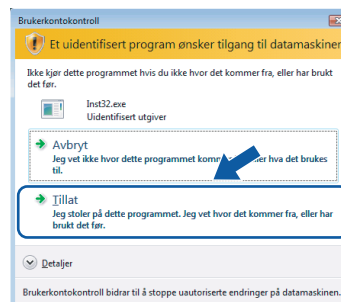 Brukerkontokontroll
Et uidentifisert program ønsker tilgang til datamaskinen
Ikke kjør dette programmet hvis du ikke hvor det kommer fra, eller har brukt
det før.
Inst32.exe
Uidentifisert utgiver
Avbryt
Jeg vet ikke hvor dette programmet eller hva det brukes
til.
Tillat
Jeg stoler på dette programmet. Jeg vet hvor det kommer fra, eller har
brukt det før.
Detaljer
Brukerkontokontroll bidrar til å stoppe uautoriserte endringer på datamaskinen.